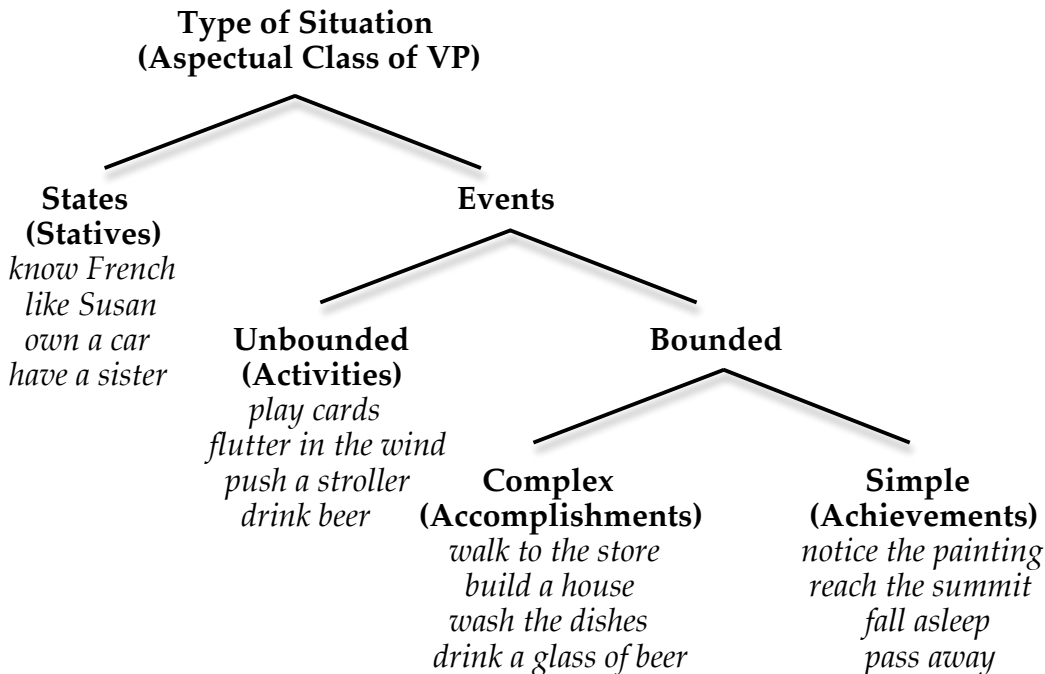 Type of Situation
(Aspectual Class of VP)
States
(Statives)
know French
like Susan
own a car
have a sister
Events
Unbounded
(Activities)
play cards
flutter in the wind
push a stroller
drink beer
Bounded
Complex
(Accomplishments)
walk to the store
build a house
wash the dishes
drink a glass of beer
Simple
(Achievements)
notice the painting
reach the summit
fall asleep
pass away